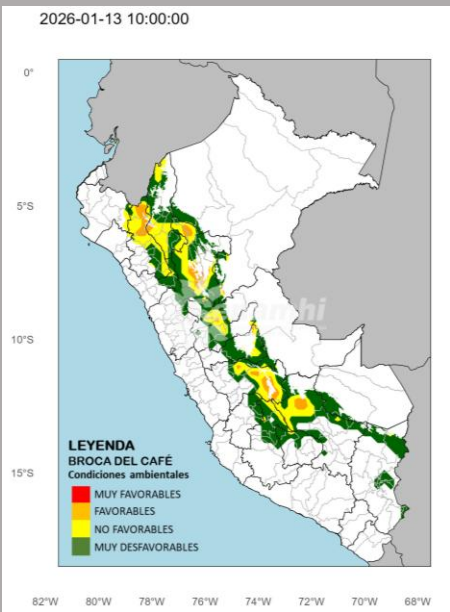 2026-01-13 10:00:00
0°
5°S
10°S
15°S
senamhi
LEYENDA
BROCA DEL CAFÉ
Condiciones ambientales
MUY FAVORABLES
FAVORABLES
NO FAVORABLES
MUY DESFAVORABLES
82°W 80°W 78°W 76°W 74°W 72°W 70°W 68°W